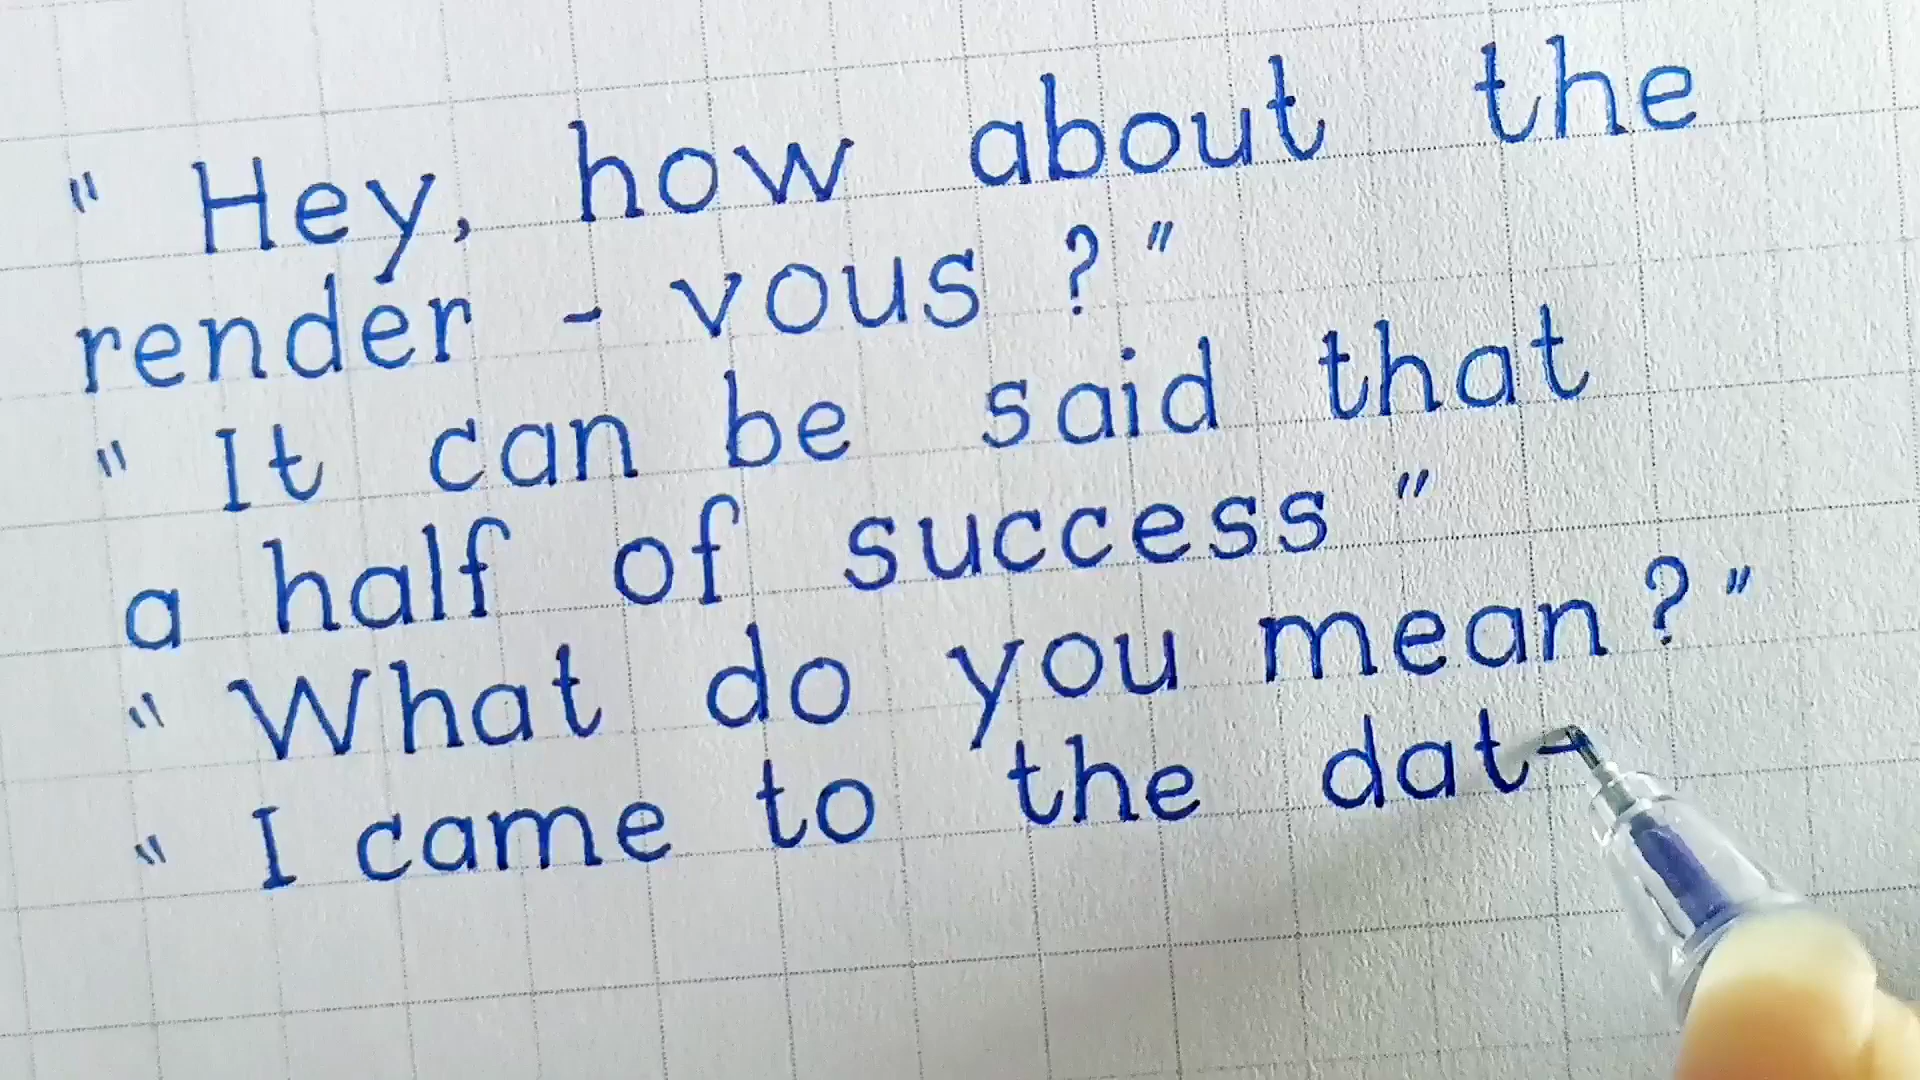 " Hey, how about the
render - vous ? "
" It can be said that
a half of success "
" What do you mean ? "
" I came to the dat